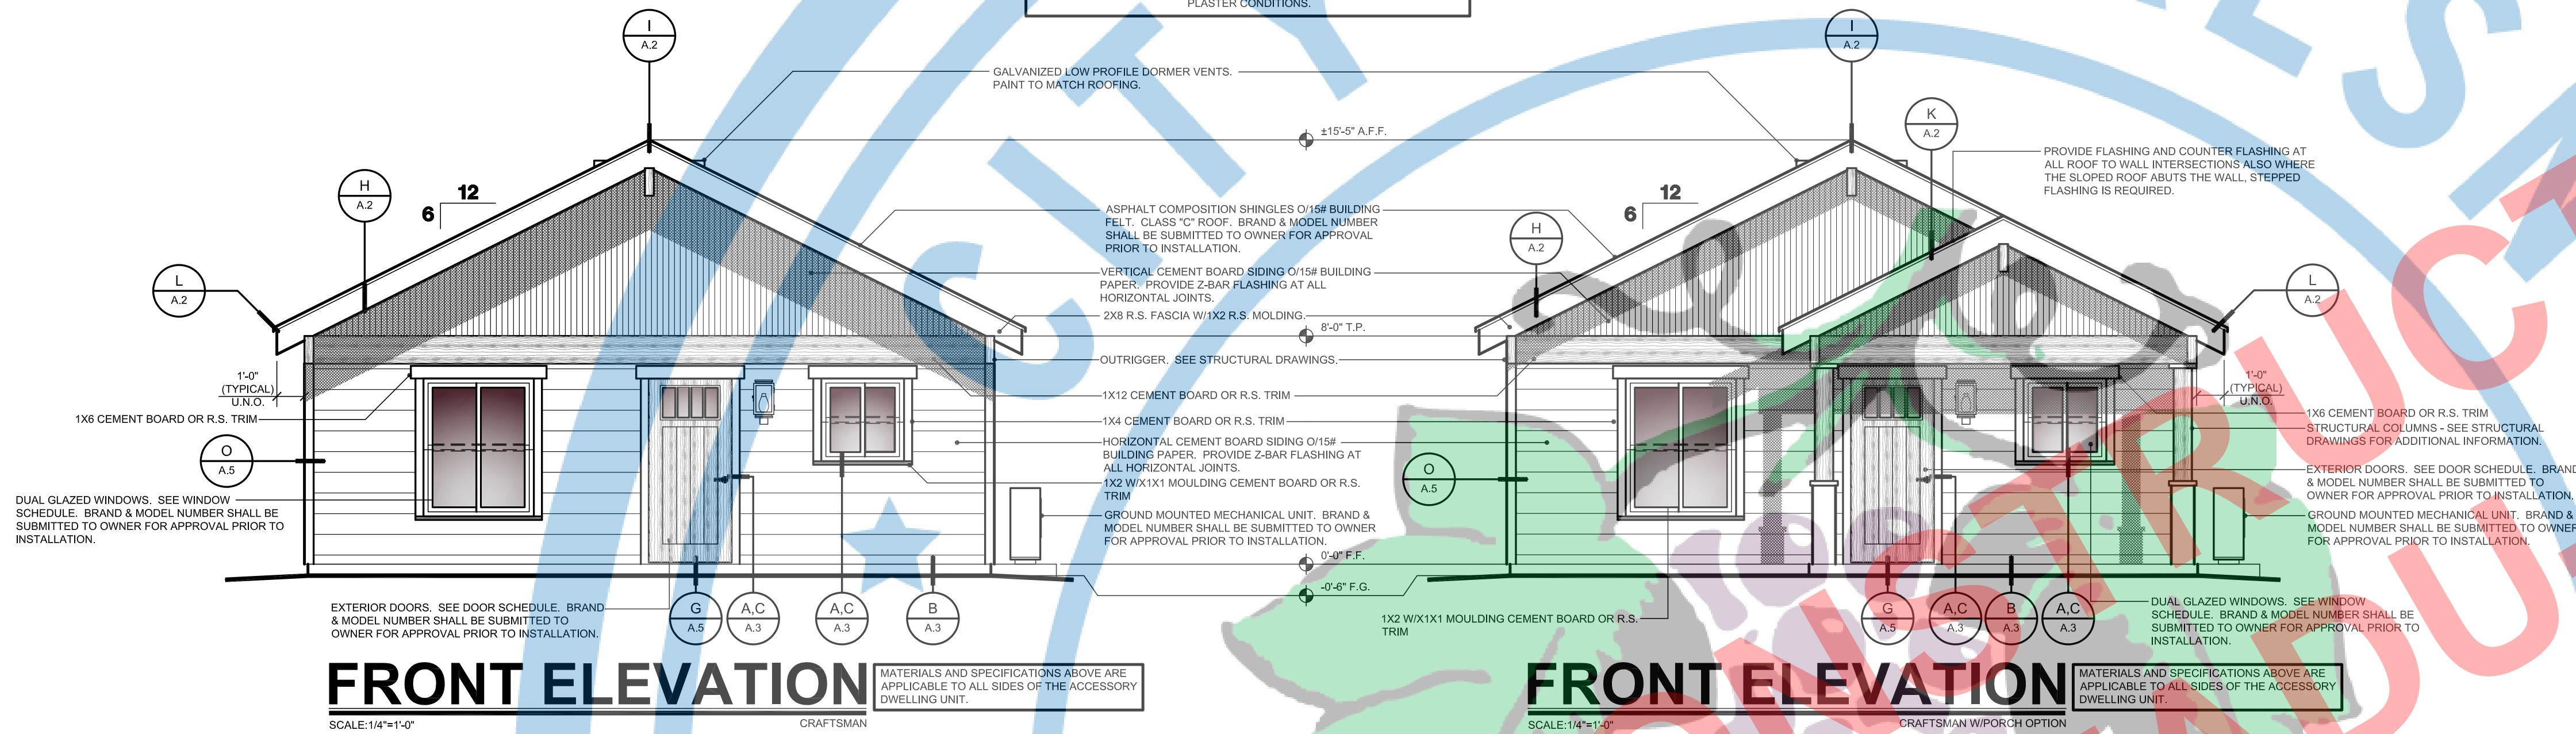 PLASTER CONDITIONS.
I
A.2
GALVANIZED LOW PROFILE DORMER VENTS.
PAINT TO MATCH ROOFING.
±15'-5" A.F.F.
H
A.2
12
6
L
A.2
ASPHALT COMPOSITION SHINGLES O/15# BUILDING
FELT. CLASS "C" ROOF. BRAND & MODEL NUMBER
SHALL BE SUBMITTED TO OWNER FOR APPROVAL
PRIOR TO INSTALLATION.
VERTICAL CEMENT BOARD SIDING O/15# BUILDING
PAPER. PROVIDE Z-BAR FLASHING AT ALL
HORIZONTAL JOINTS.
2X8 R.S. FASCIA W/1X2 R.S. MOLDING.
8'-0" T.P.
OUTRIGGER. SEE STRUCTURAL DRAWINGS.
1X12 CEMENT BOARD OR R.S. TRIM
1X4 CEMENT BOARD OR R.S. TRIM
HORIZONTAL CEMENT BOARD SIDING O/15#
BUILDING PAPER. PROVIDE Z-BAR FLASHING AT
ALL HORIZONTAL JOINTS.
1X2 W/X1X1 MOULDING CEMENT BOARD OR R.S.
TRIM
GROUND MOUNTED MECHANICAL UNIT. BRAND &
MODEL NUMBER SHALL BE SUBMITTED TO OWNER
FOR APPROVAL PRIOR TO INSTALLATION.
0'-0" F.F.
-0'-6" F.G.
1'-0"
(TYPICAL)
U.N.O.
1X6 CEMENT BOARD OR R.S. TRIM
O
A.5
DUAL GLAZED WINDOWS. SEE WINDOW
SCHEDULE. BRAND & MODEL NUMBER SHALL BE
SUBMITTED TO OWNER FOR APPROVAL PRIOR TO
INSTALLATION.
EXTERIOR DOORS. SEE DOOR SCHEDULE. BRAND
& MODEL NUMBER SHALL BE SUBMITTED TO
OWNER FOR APPROVAL PRIOR TO INSTALLATION.
G
A.5
A,C
A.3
A,C
A.3
B
A.3
FRONT ELEVATION
SCALE:1/4"=1'-0"
CRAFTSMAN
MATERIALS AND SPECIFICATIONS ABOVE ARE
APPLICABLE TO ALL SIDES OF THE ACCESSORY
DWELLING UNIT.
I
A.2
K
A.2
PROVIDE FLASHING AND COUNTER FLASHING AT
ALL ROOF TO WALL INTERSECTIONS ALSO WHERE
THE SLOPED ROOF ABUTS THE WALL, STEPPED
FLASHING IS REQUIRED.
12
6
H
A.2
L
A.2
1'-0"
(TYPICAL)
U.N.O.
1X6 CEMENT BOARD OR R.S. TRIM
STRUCTURAL COLUMNS - SEE STRUCTURAL
DRAWINGS FOR ADDITIONAL INFORMATION.
EXTERIOR DOORS. SEE DOOR SCHEDULE. BRAND
& MODEL NUMBER SHALL BE SUBMITTED TO
OWNER FOR APPROVAL PRIOR TO INSTALLATION.
GROUND MOUNTED MECHANICAL UNIT. BRAND &
MODEL NUMBER SHALL BE SUBMITTED TO OWNER
FOR APPROVAL PRIOR TO INSTALLATION.
O
A.5
1X2 W/X1X1 MOULDING CEMENT BOARD OR R.S.
TRIM
G
A.5
A,C
A.3
B
A.3
A,C
A.3
DUAL GLAZED WINDOWS. SEE WINDOW
SCHEDULE. BRAND & MODEL NUMBER SHALL BE
SUBMITTED TO OWNER FOR APPROVAL PRIOR TO
INSTALLATION.
FRONT ELEVATION
SCALE:1/4"=1'-0"
CRAFTSMAN W/PORCH OPTION
MATERIALS AND SPECIFICATIONS ABOVE ARE
APPLICABLE TO ALL SIDES OF THE ACCESSORY
DWELLING UNIT.
CITY